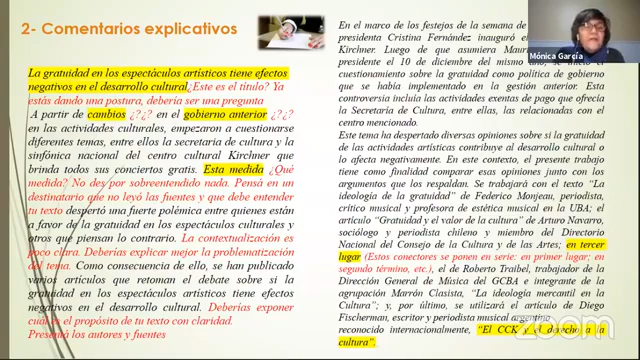 2- Comentarios explicativos
La gratuidad en los espectáculos artísticos tiene efectos
negativos en el desarrollo cultural¿Este es el título? Ya
estás dando una postura, debería ser una pregunta
A partir de cambios ¿?¿? en el gobierno anterior ¿?¿?
en las actividades culturales, empezaron a cuestionarse
diferentes temas, entre ellos la secretaria de cultura y la
sinfónica nacional del centro cultural Kirchner que
brinda todos sus conciertos gratis. Esta medida ¿Qué
medida? No des por sobreentendido nada. Pensá en un
destinatario que no leyó las fuentes y que debe entender
tu texto despertó una fuerte polémica entre quienes están
a favor de la gratuidad en los espectáculos culturales y
otros que piensan lo contrario. La contextualización es
poco clara. Deberías explicar mejor la problematización
del tema. Como consecuencia de ello, se han publicado
varios artículos que retoman el debate sobre si la
gratuidad en los espectáculos artísticos tiene efectos
negativos en el desarrollo cultural. Deberías exponer
cuál es el propósito de tu texto con claridad.
Presentá los autores y fuentes
En el marco de los festejos de la semana de
presidenta Cristina Fernández inauguró el
Kirchner. Luego de que asumiera
presidente el 10 de diciembre del mismo año, se inició el
cuestionamiento sobre la gratuidad como política de gobierno
que se había implementado en la gestión anterior. Esta
controversia incluía las actividades exentas de pago que ofrecía
la Secretaría de Cultura, entre ellas, las relacionadas con el
centro mencionado.
Este tema ha despertado diversas opiniones sobre si la gratuidad
de las actividades artísticas contribuye al desarrollo cultural o
lo afecta negativamente. En este contexto, el presente trabajo
tiene como finalidad comparar esas opiniones junto con los
argumentos que los respaldan. Se trabajará con el texto "La
ideología de la gratuidad" de Federico Monjeau, periodista,
crítico musical y profesor de estética musical en la UBA; el
artículo "Gratuidad y el valor de la cultura" de Arturo Navarro,
sociólogo y periodista chileno y miembro del Directorio
Nacional del Consejo de la Cultura y de las Artes; en tercer
lugar (Estos conectores se ponen en serie: en primer lugar; en
segundo término, etc.), el de Roberto Traibel, trabajador de la
Dirección General de Música del GCBA e integrante de la
agrupación Marrón Clasista, "La ideología mercantil en la
Cultura"; y, por último, se utilizará el artículo de Diego
Fischerman, escritor y periodista musical argentino
reconocido internacionalmente, "El CCK y el derecho a la
cultura".
Mónica García
zoom